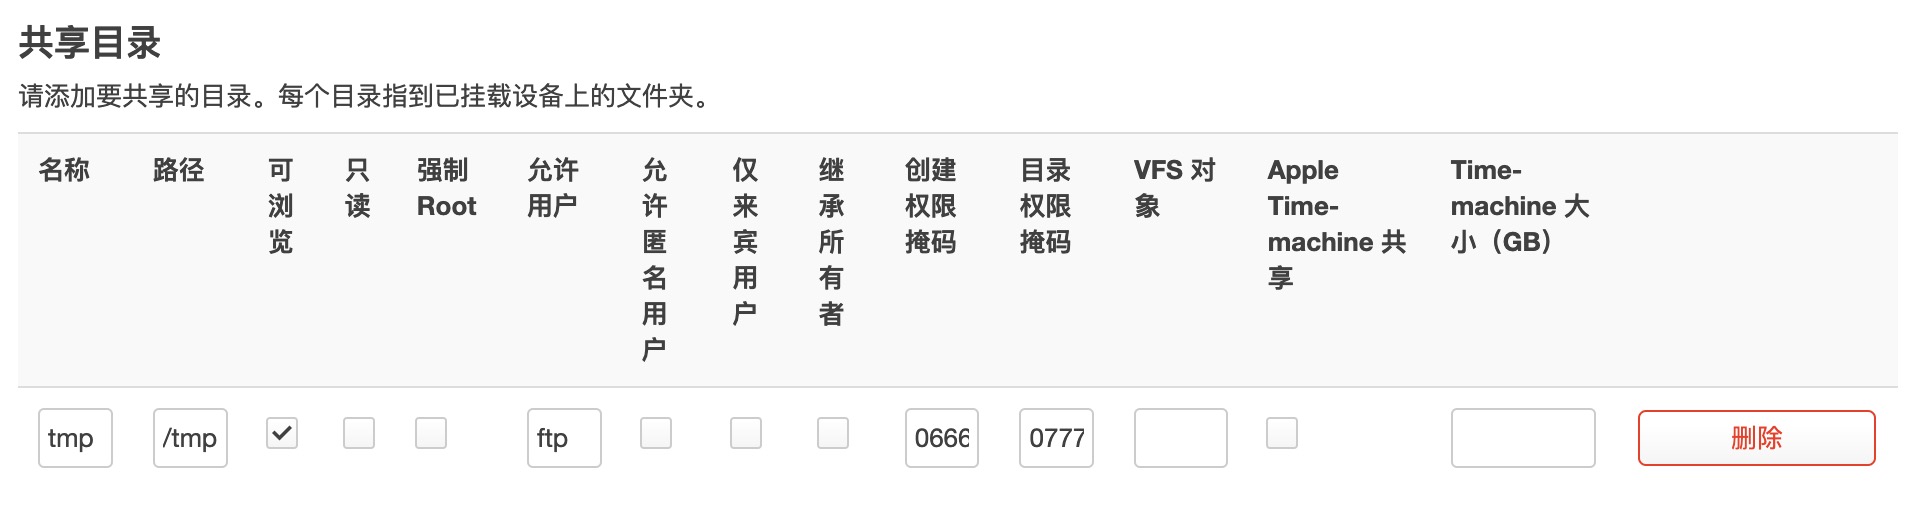 共享目录
请添加要共享的目录。每个目录指到已挂载设备上的文件夹。
名称
路径
可
浏
览
只
读
强制
Root
允许
用户
允
许
匿
名
用
户
仅
来
宾
用
户
继
承
所
有
者
创建
权限
掩码
目录
权限
掩码
VFS 对
象
Apple
Time-
machine 共
享
Time-
machine 大
小（GB）
tmp
/tmp
ftp
0666
0777
删除